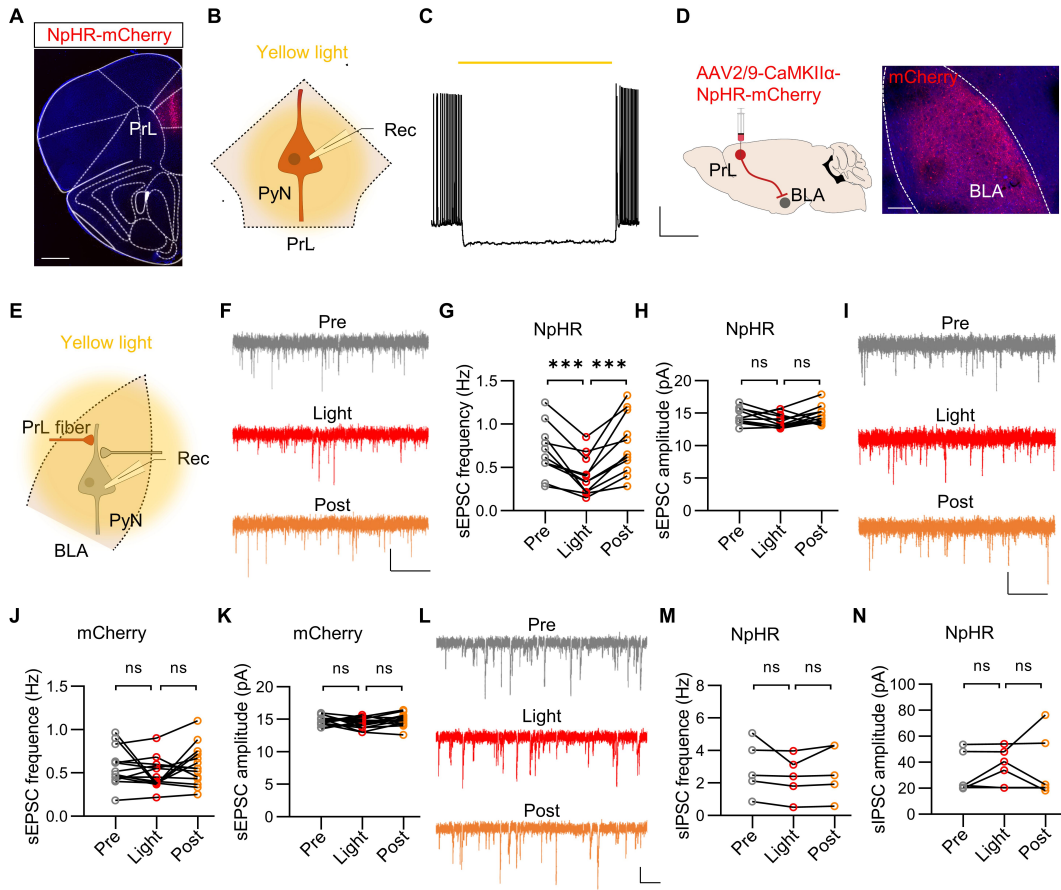 A
NpHR-mCherry
PrL
B
Yellow light
Rec
PyN
PrL
C
D
AAV2/9-CaMKIIα-
NpHR-mCherry
PrL
BLA
mCherry
BLA
E
Yellow light
PrL fiber
Rec
PyN
BLA
F
Pre
Light
Post
G
NpHR
*** ***
sEPSC frequency (Hz)
1.5
1.0
0.5
0.0
Pre
Light
Post
H
NpHR
ns ns
sEPSC amplitude (pA)
20
15
10
5
0
Pre
Light
Post
I
Pre
Light
Post
J
mCherry
ns ns
sEPSC frequence (Hz)
1.5
1.0
0.5
0.0
Pre
Light
Post
K
mCherry
ns ns
sEPSC amplitude (pA)
20
15
10
5
0
Pre
Light
Post
L
Pre
Light
Post
M
NpHR
ns ns
sIPSC frequence (Hz)
8
6
4
2
0
Pre
Light
Post
N
NpHR
ns ns
sIPSC amplitude (pA)
100
80
60
40
20
0
Pre
Light
Post